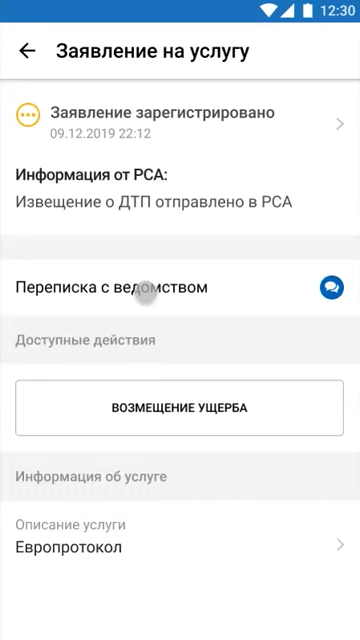 12:30
Заявление на услугу
Заявление зарегистрировано
09.12.2019 22:12
Информация от РСА:
Извещение о ДТП отправлено в РСА
Переписка с ведомством
Доступные действия
ВОЗМЕЩЕНИЕ УЩЕРБА
Информация об услуге
Описание услуги
Европротокол